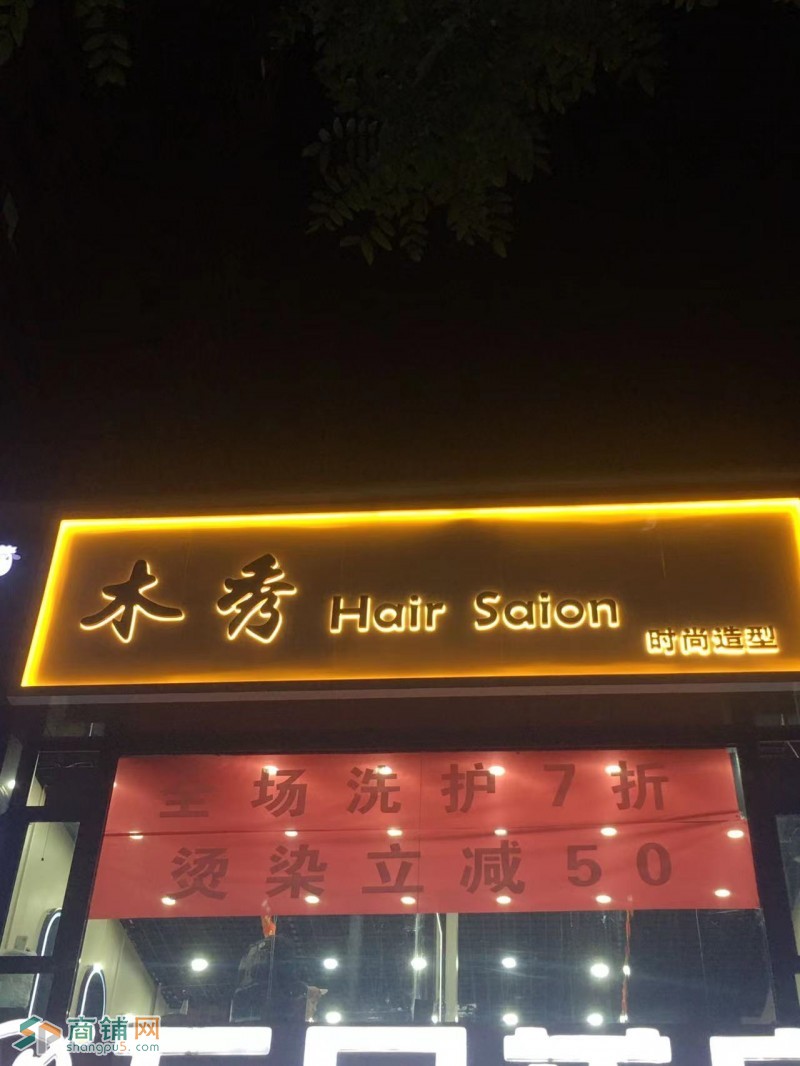 木秀 Hair Saion
时尚造型
全场洗护7折
烫染立减50
商铺网
shangpu5.com